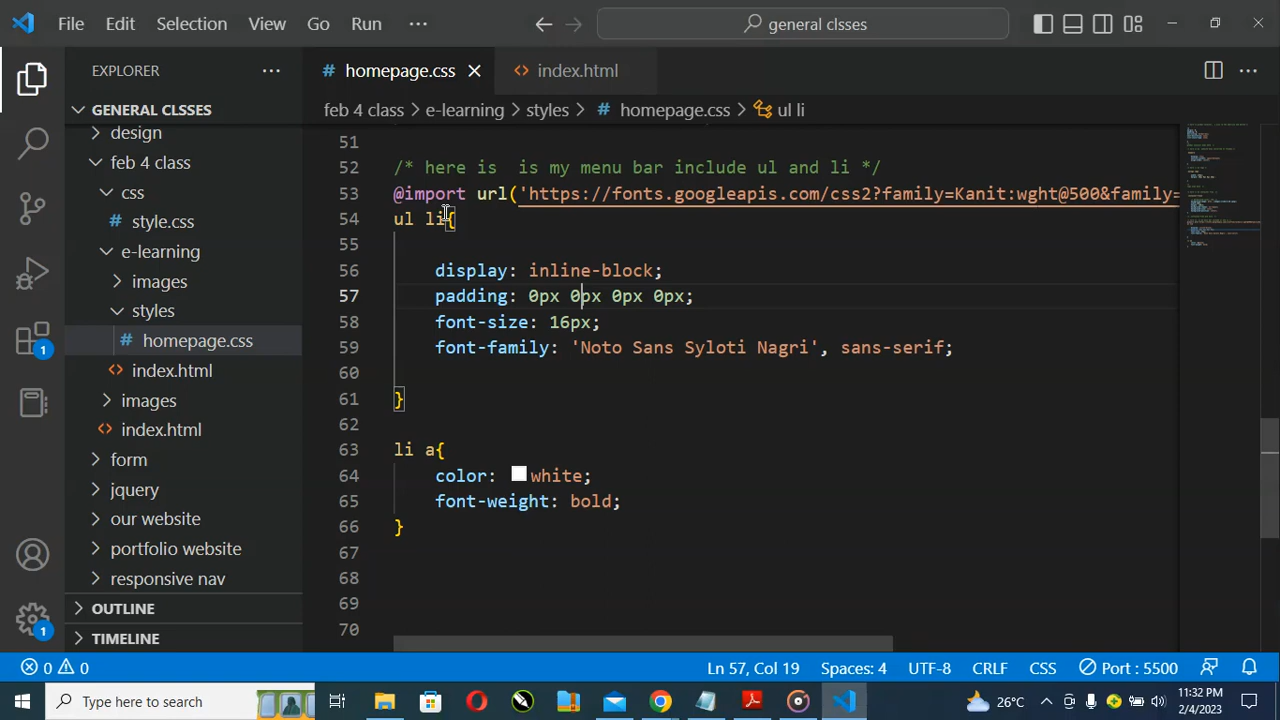 File Edit Selection View Go Run ··· general clsses
EXPLORER ···
homepage.css
index.html
GENERAL CLSSES
design
feb 4 class
css
style.css
e-learning
images
styles
homepage.css
index.html
images
index.html
form
jquery
our website
portfolio website
responsive nav
OUTLINE
TIMELINE
feb 4 class > e-learning > styles > # homepage.css > ul li
51
52 /* here is. is my menu bar include ul and li */
53 @import url('https://fonts.googleapis.com/css2?family=Kanit:wght@500&family=
54 ul li{
55
56 display: inline-block;
57 padding: 0px 0px 0px 0px;
58 font-size: 16px;
59 font-family: 'Noto Sans Syloti Nagri', sans-serif;
60
61 }
62
63 li a{
64 color: white;
65 font-weight: bold;
66 }
67
68
69
70
0 0 Ln 57, Col 19 Spaces: 4 UTF-8 CRLF CSS Port : 5500
Type here to search 26°C 11:32 PM
2/4/2023